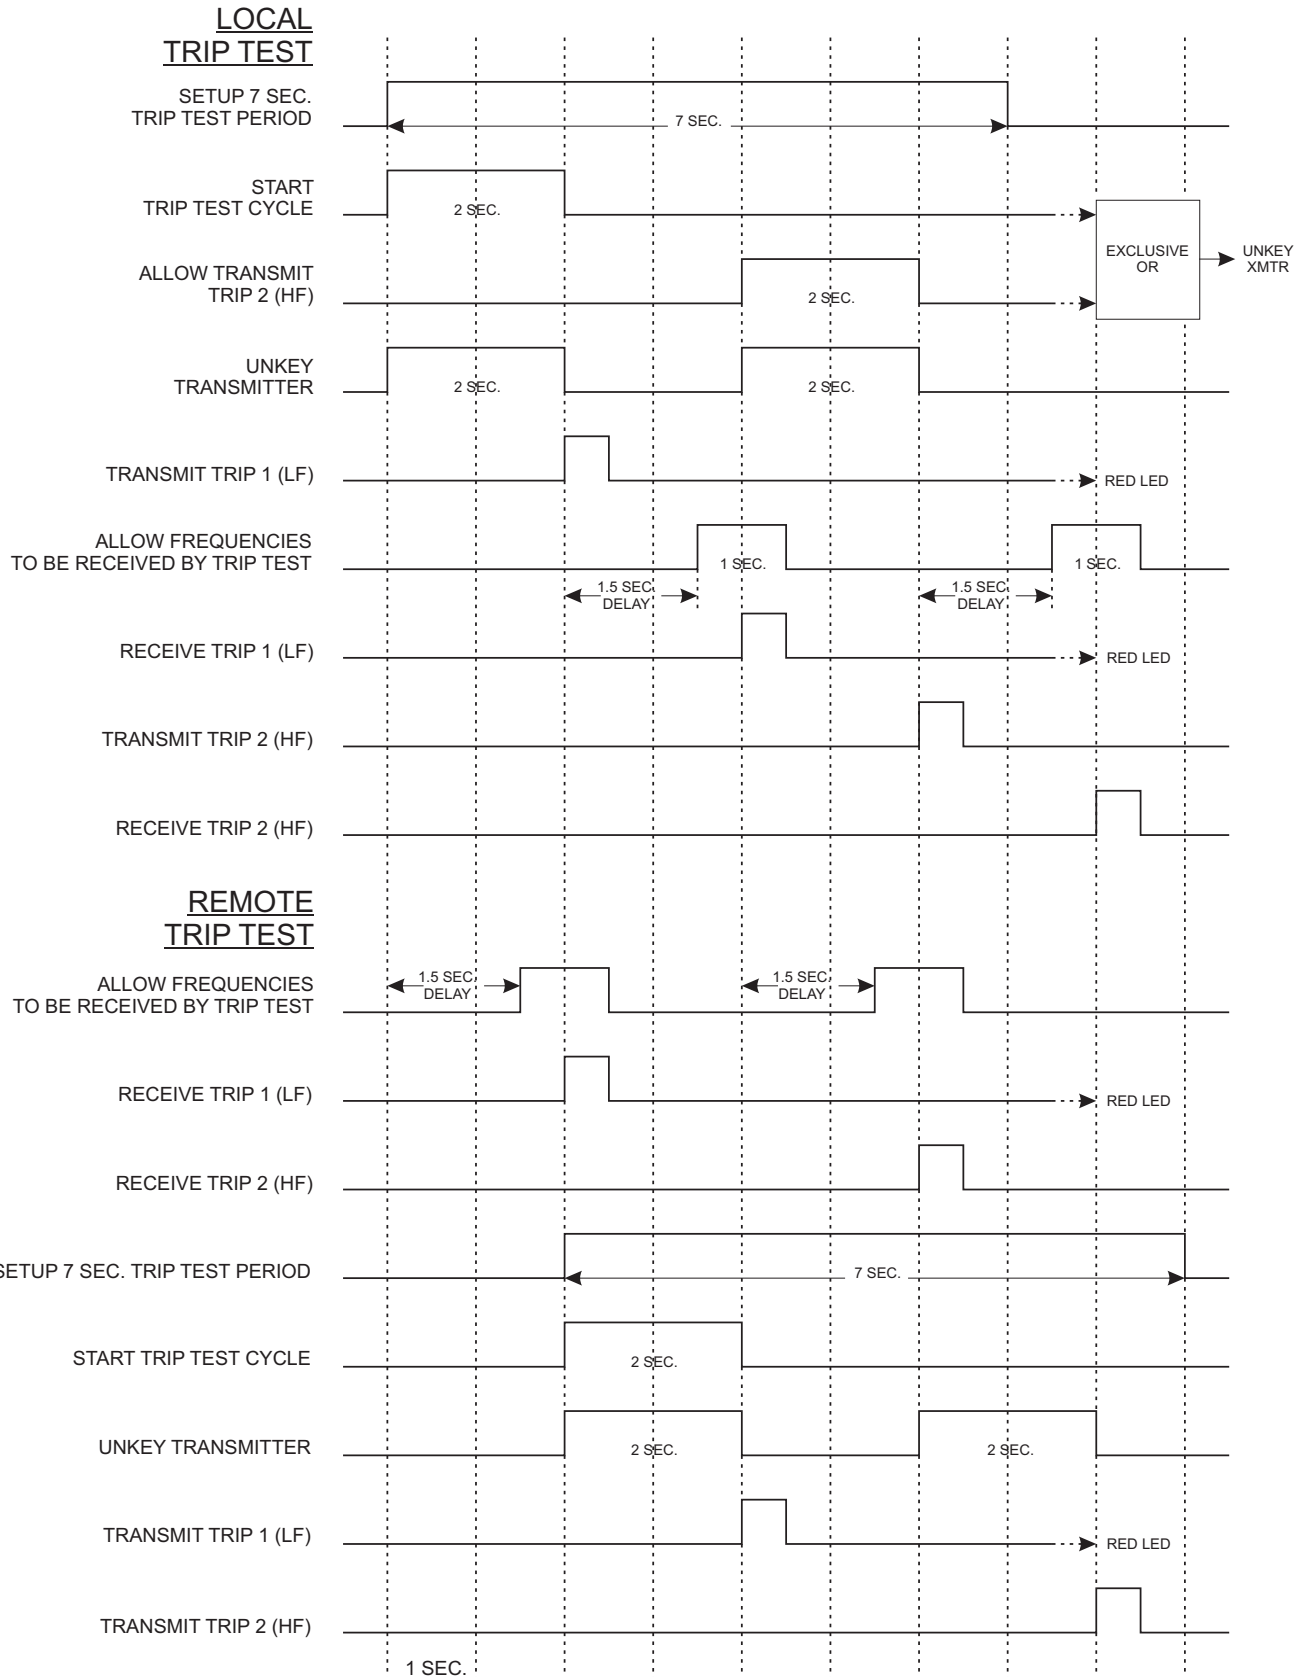 LOCAL
TRIP TEST
SETUP 7 SEC.
TRIP TEST PERIOD
7 SEC.
START
TRIP TEST CYCLE
2 SEC.
EXCLUSIVE
OR
UNKEY
XMTR
ALLOW TRANSMIT
TRIP 2 (HF)
2 SEC.
UNKEY
TRANSMITTER
2 SEC.
2 SEC.
TRANSMIT TRIP 1 (LF)
RED LED
ALLOW FREQUENCIES
TO BE RECEIVED BY TRIP TEST
1 SEC.
1 SEC.
1.5 SEC.
DELAY
1.5 SEC.
DELAY
RECEIVE TRIP 1 (LF)
RED LED
TRANSMIT TRIP 2 (HF)
RECEIVE TRIP 2 (HF)
REMOTE
TRIP TEST
ALLOW FREQUENCIES
TO BE RECEIVED BY TRIP TEST
1.5 SEC.
DELAY
1.5 SEC.
DELAY
RECEIVE TRIP 1 (LF)
RED LED
RECEIVE TRIP 2 (HF)
SETUP 7 SEC. TRIP TEST PERIOD
7 SEC.
START TRIP TEST CYCLE
2 SEC.
UNKEY TRANSMITTER
2 SEC.
2 SEC.
TRANSMIT TRIP 1 (LF)
RED LED
TRANSMIT TRIP 2 (HF)
1 SEC.